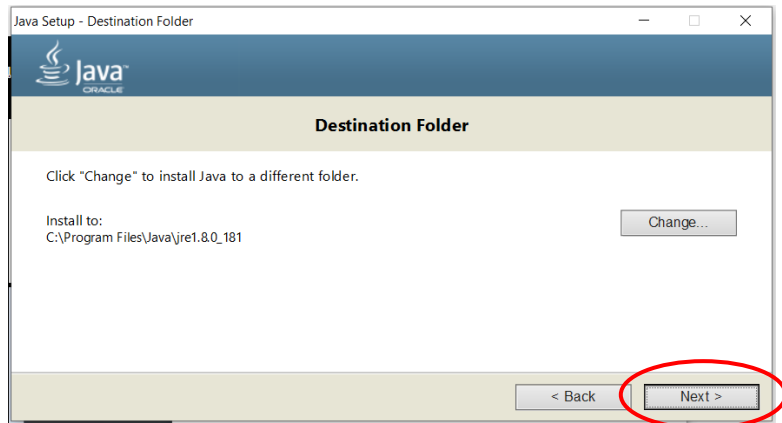 Java Setup - Destination Folder
Java™
ORACLE
Destination Folder
Click "Change" to install Java to a different folder.
Install to:
C:\Program Files\Java\jre1.8.0_181
Change...
< Back
Next >